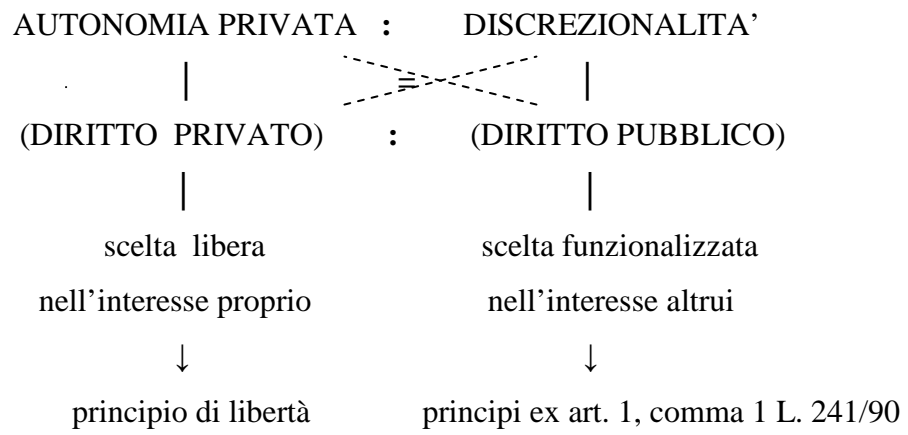 AUTONOMIA PRIVATA : DISCREZIONALITA’
| = |
(DIRITTO PRIVATO) : (DIRITTO PUBBLICO)
| |
scelta libera scelta funzionalizzata
nell’interesse proprio nell’interesse altrui
↓ ↓
principio di libertà principi ex art. 1, comma 1 L. 241/90